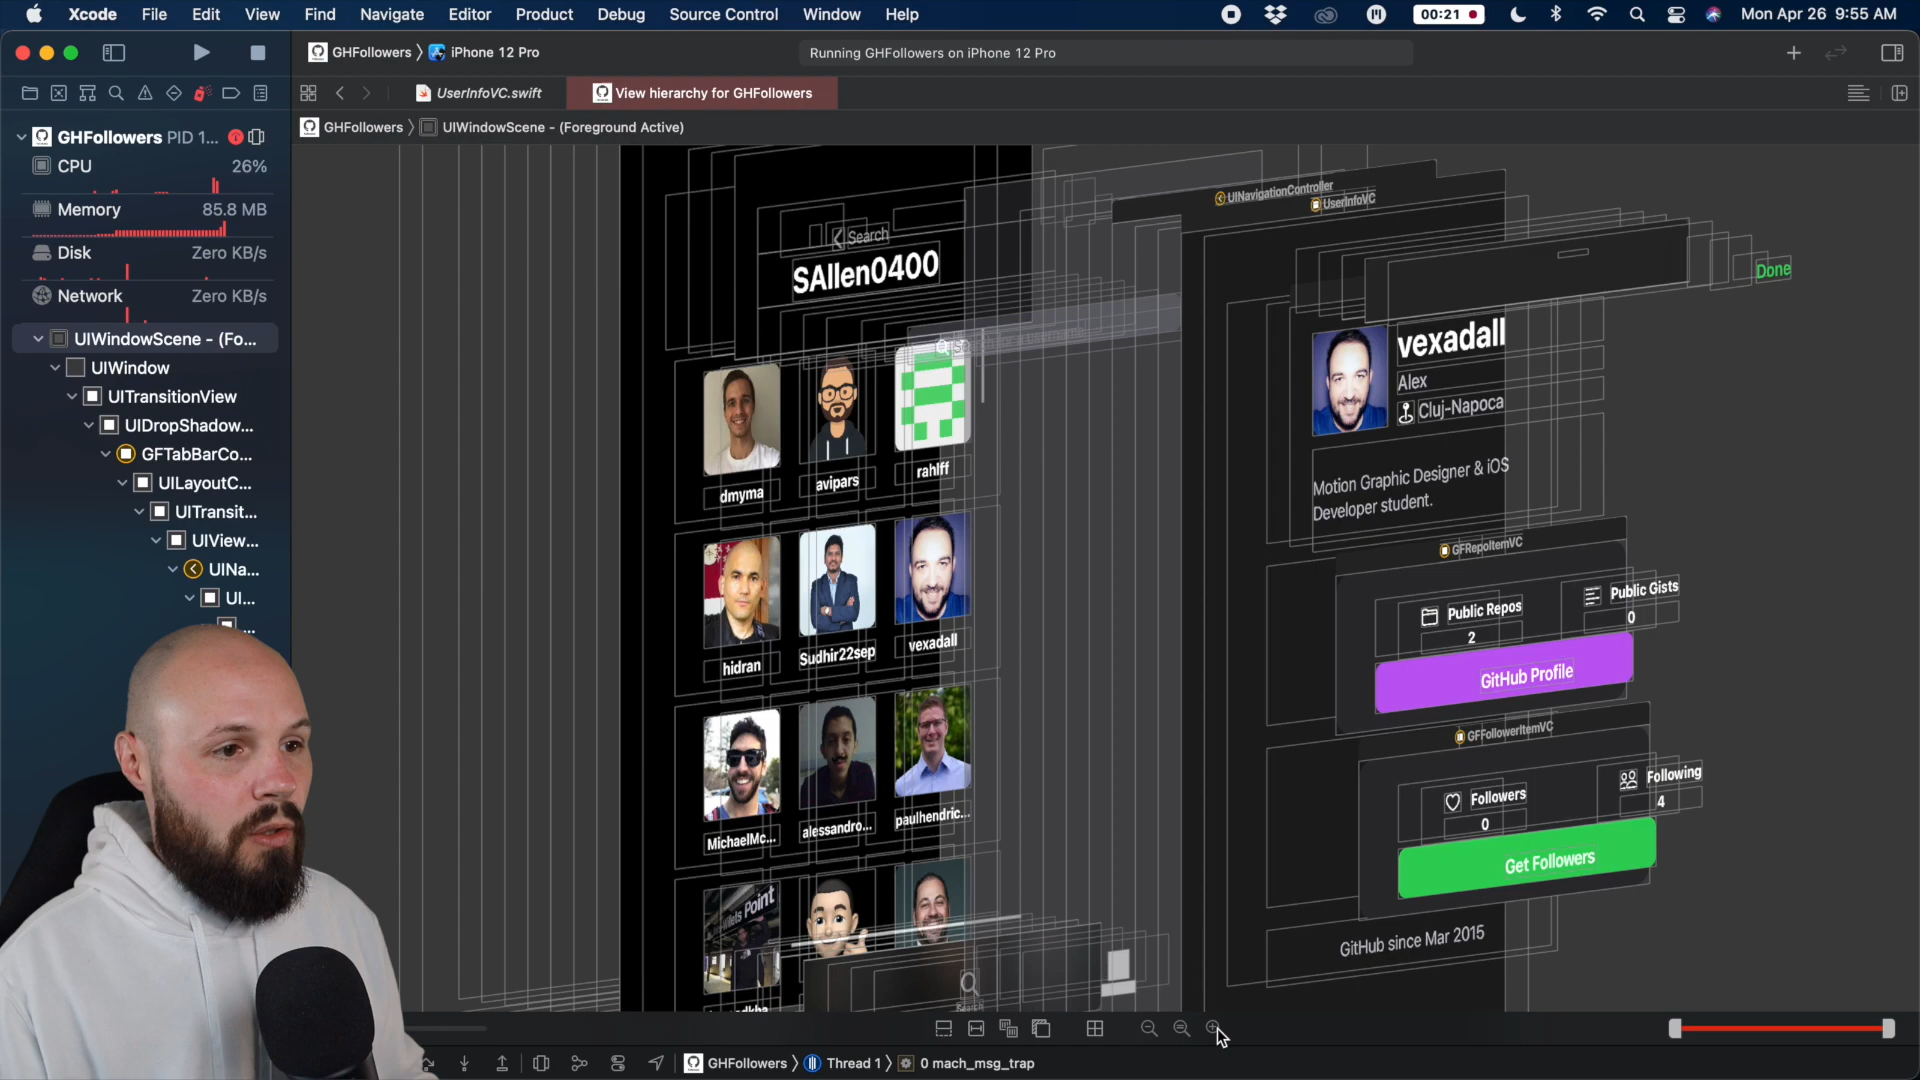 Xcode File Edit View Find Navigate Editor Product Debug Source Control Window Help
00:21
Mon Apr 26 9:55 AM
GHFollowers iPhone 12 Pro
Running GHFollowers on iPhone 12 Pro
UserInfoVC.swift
View hierarchy for GHFollowers
GHFollowers UIWindowScene - (Foreground Active)
GHFollowers PID 1...
CPU 26%
Memory 85.8 MB
Disk Zero KB/s
Network Zero KB/s
UIWindowScene - (Fo...
UIWindow
UITransitionView
UIDropShadow...
GFTabBarCo...
UILayoutC...
UITransit...
UIView...
UINa...
UI...
Search
SAllen0400
dmyma
avipars
rahlff
hidran
Sudhir22sep
vexadall
MichaelMc...
alessandro...
paulhendric...
Search
UINavigationController
UserInfoVC
Done
vexadall
Alex
Cluj-Napoca
Motion Graphic Designer & iOS
Developer student.
GFRepoItemVC
Public Repos
2
Public Gists
0
GitHub Profile
GFFollowerItemVC
Followers
0
Following
4
Get Followers
GitHub since Mar 2015
GHFollowers Thread 1 0 mach_msg_trap